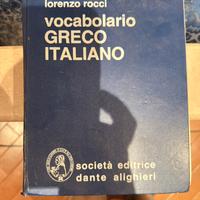 lorenzo rocci
vocabolario
GRECO
ITALIANO
società editrice
dante alighieri